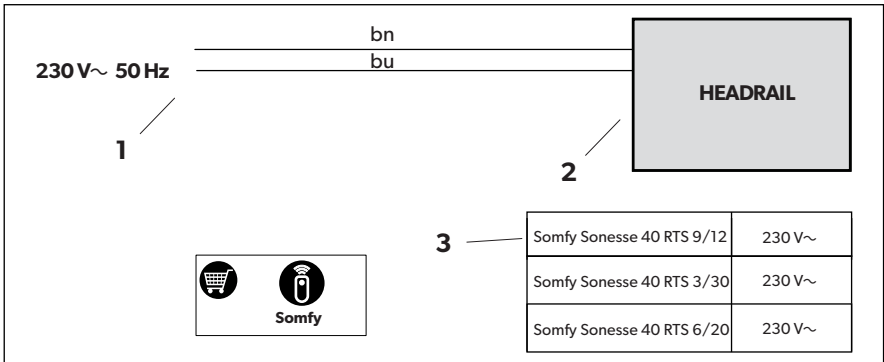 bn
bu
230 V~ 50 Hz
HEADRAIL
1
2
3
Somfy Sonesse 40 RTS 9/12 230 V~
Somfy Sonesse 40 RTS 3/30 230 V~
Somfy Sonesse 40 RTS 6/20 230 V~
Somfy